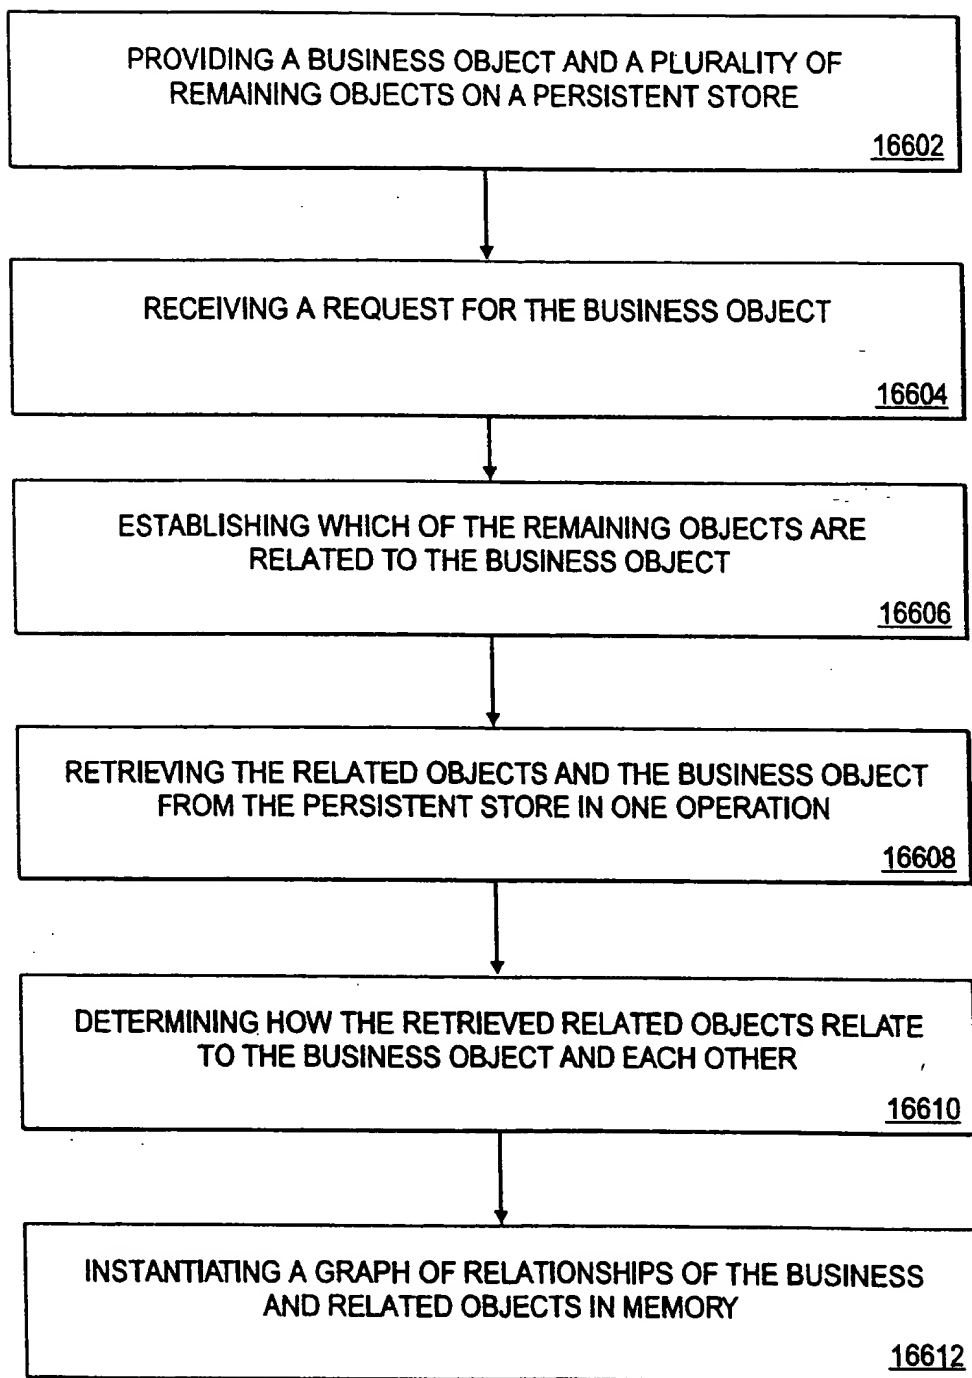 PROVIDING A BUSINESS OBJECT AND A PLURALITY OF
REMAINING OBJECTS ON A PERSISTENT STORE
16602
RECEIVING A REQUEST FOR THE BUSINESS OBJECT
16604
ESTABLISHING WHICH OF THE REMAINING OBJECTS ARE
RELATED TO THE BUSINESS OBJECT
16606
RETRIEVING THE RELATED OBJECTS AND THE BUSINESS OBJECT
FROM THE PERSISTENT STORE IN ONE OPERATION
16608
DETERMINING HOW THE RETRIEVED RELATED OBJECTS RELATE
TO THE BUSINESS OBJECT AND EACH OTHER
16610
INSTANTIATING A GRAPH OF RELATIONSHIPS OF THE BUSINESS
AND RELATED OBJECTS IN MEMORY
16612